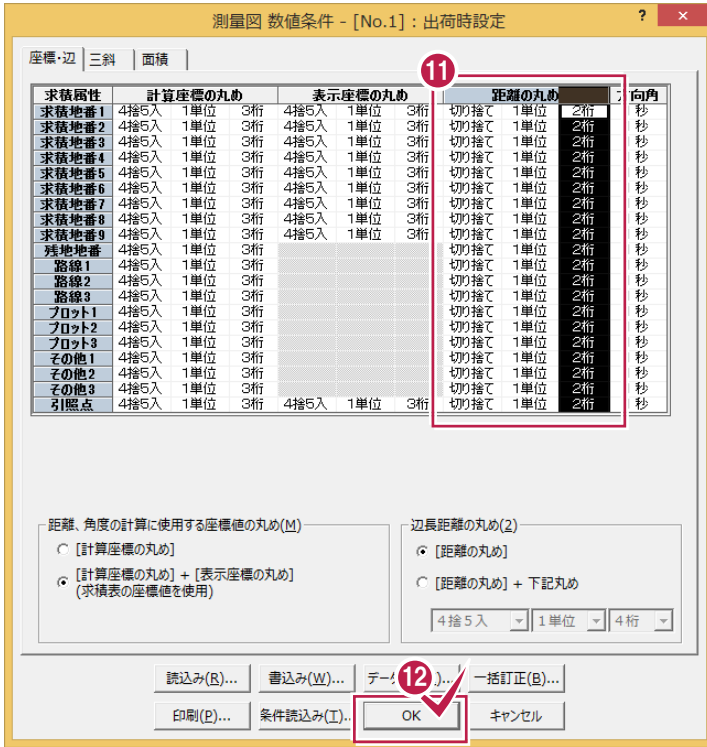 測量図 数値条件 - [No.1] : 出荷時設定 ? ×
座標・辺 三斜 面積
⑪
求積属性 計算座標の丸め 表示座標の丸め 距離の丸め 方向角
求積地番1 4捨5入 1単位 3桁 4捨5入 1単位 3桁 切り捨て 1単位 2桁 秒
求積地番2 4捨5入 1単位 3桁 4捨5入 1単位 3桁 切り捨て 1単位 2桁 秒
求積地番3 4捨5入 1単位 3桁 4捨5入 1単位 3桁 切り捨て 1単位 2桁 秒
求積地番4 4捨5入 1単位 3桁 4捨5入 1単位 3桁 切り捨て 1単位 2桁 秒
求積地番5 4捨5入 1単位 3桁 4捨5入 1単位 3桁 切り捨て 1単位 2桁 秒
求積地番6 4捨5入 1単位 3桁 4捨5入 1単位 3桁 切り捨て 1単位 2桁 秒
求積地番7 4捨5入 1単位 3桁 4捨5入 1単位 3桁 切り捨て 1単位 2桁 秒
求積地番8 4捨5入 1単位 3桁 4捨5入 1単位 3桁 切り捨て 1単位 2桁 秒
求積地番9 4捨5入 1単位 3桁 4捨5入 1単位 3桁 切り捨て 1単位 2桁 秒
残地地番 4捨5入 1単位 3桁 切り捨て 1単位 2桁 秒
路線1 4捨5入 1単位 3桁 切り捨て 1単位 2桁 秒
路線2 4捨5入 1単位 3桁 切り捨て 1単位 2桁 秒
路線3 4捨5入 1単位 3桁 切り捨て 1単位 2桁 秒
プロット1 4捨5入 1単位 3桁 切り捨て 1単位 2桁 秒
プロット2 4捨5入 1単位 3桁 切り捨て 1単位 2桁 秒
プロット3 4捨5入 1単位 3桁 切り捨て 1単位 2桁 秒
その他1 4捨5入 1単位 3桁 切り捨て 1単位 2桁 秒
その他2 4捨5入 1単位 3桁 切り捨て 1単位 2桁 秒
その他3 4捨5入 1単位 3桁 切り捨て 1単位 2桁 秒
引照点 4捨5入 1単位 3桁 4捨5入 1単位 3桁 切り捨て 1単位 2桁 秒
距離、角度の計算に使用する座標値の丸め(M)
[計算座標の丸め]
[計算座標の丸め] + [表示座標の丸め]
(求積表の座標値を使用)
辺長距離の丸め(2)
[距離の丸め]
[距離の丸め] + 下記丸め
4捨5入 1単位 4桁
読込み(R)... 書込み(W)... データ ⑫ )... 一括訂正(B)...
印刷(P)... 条件読込み(T).. OK キャンセル